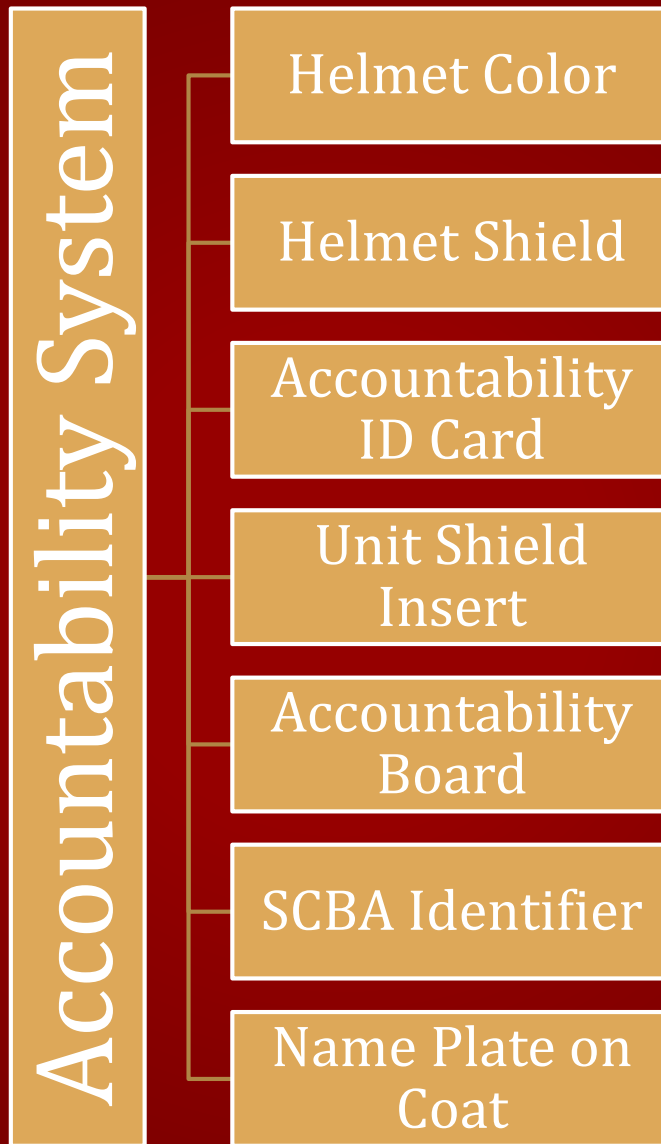 Accountability System
Helmet Color
Helmet Shield
Accountability
ID Card
Unit Shield
Insert
Accountability
Board
SCBA Identifier
Name Plate on
Coat